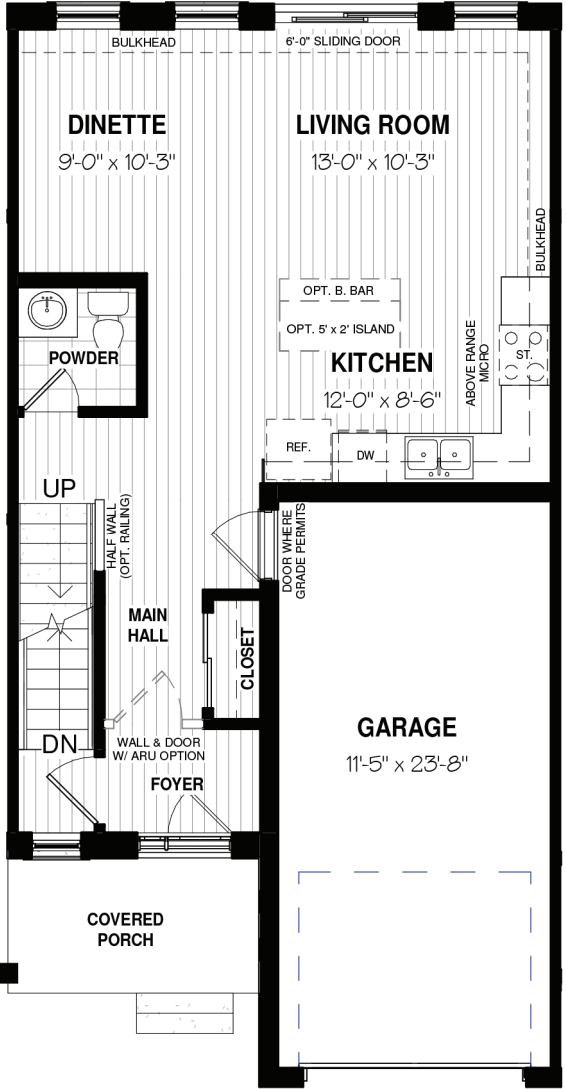 BULKHEAD
6'-0" SLIDING DOOR
DINETTE
9'-0" x 10'-3"
LIVING ROOM
13'-0" x 10'-3"
BULKHEAD
OPT. B. BAR
OPT. 5' x 2' ISLAND
POWDER
KITCHEN
12'-0" x 8'-6"
ABOVE RANGE
MICRO
ST.
REF.
DW
UP
HALF WALL
(OPT. RAILING)
DOOR WHERE
GRADE PERMITS
MAIN
HALL
CLOSET
DN
WALL & DOOR
W/ ARU OPTION
FOYER
GARAGE
11'-5" x 23'-8"
COVERED
PORCH